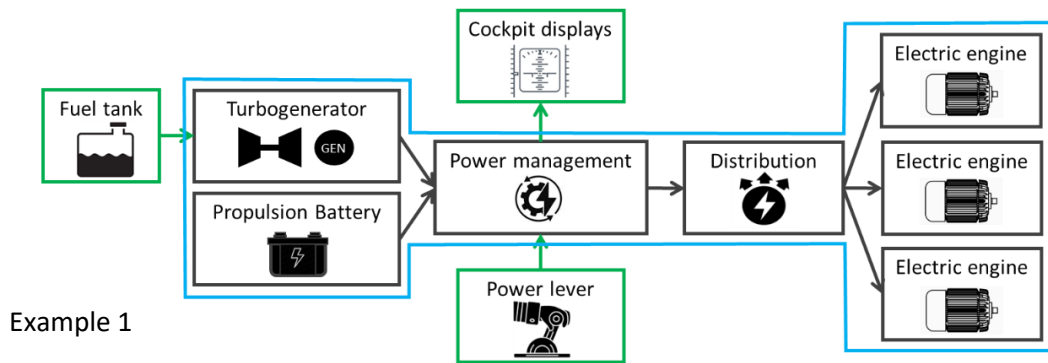 Cockpit displays
Electric engine
Fuel tank
Turbogenerator
GEN
Power management
Distribution
Electric engine
Propulsion Battery
Electric engine
Power lever
Example 1